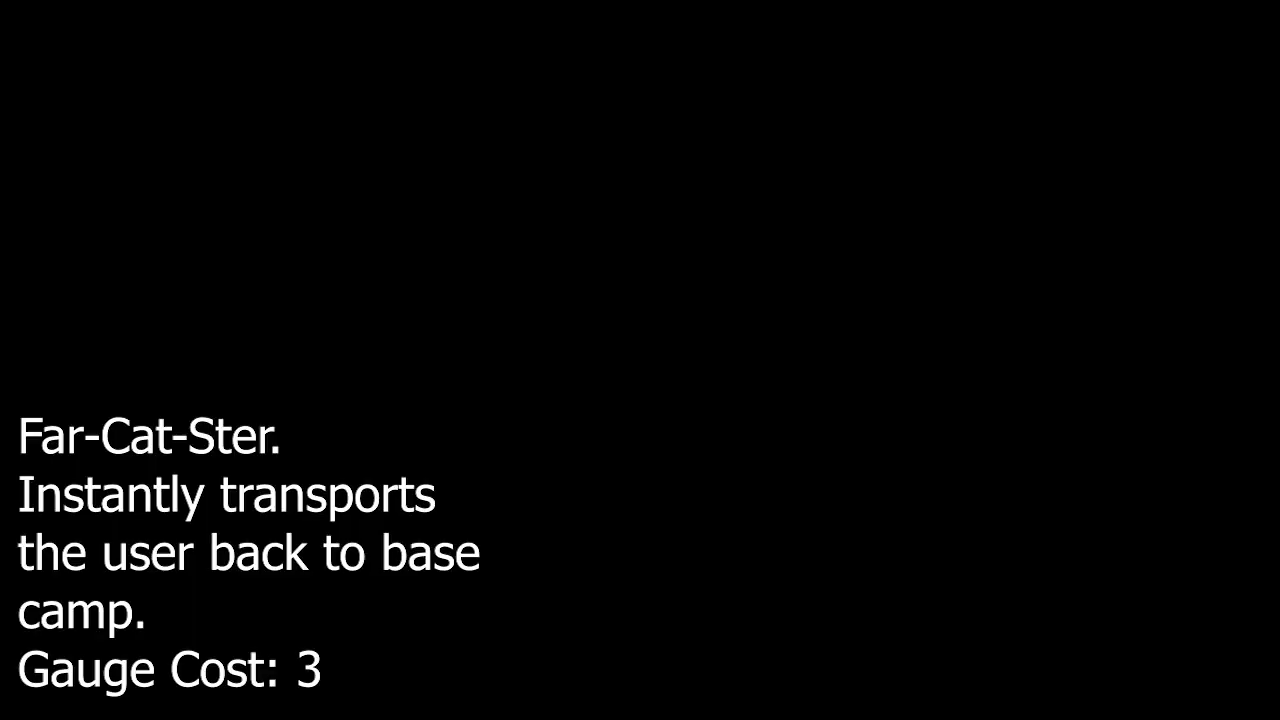 Far-Cat-Ster.
Instantly transports
the user back to base
camp.
Gauge Cost: 3